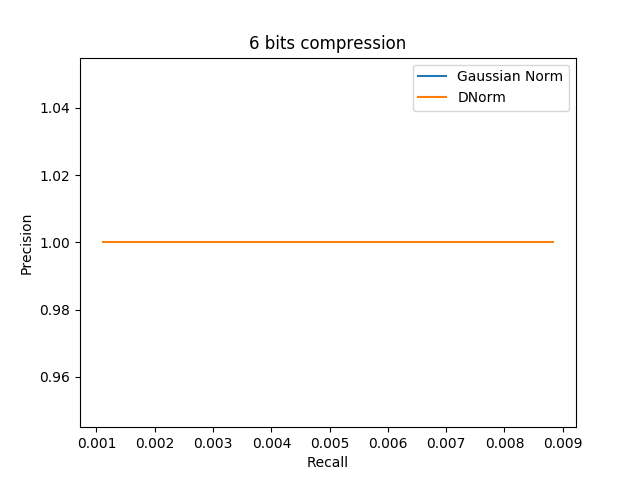 6 bits compression
Gaussian Norm
DNorm
1.04
1.02
1.00
0.98
0.96
Precision
0.001 0.002 0.003 0.004 0.005 0.006 0.007 0.008 0.009
Recall